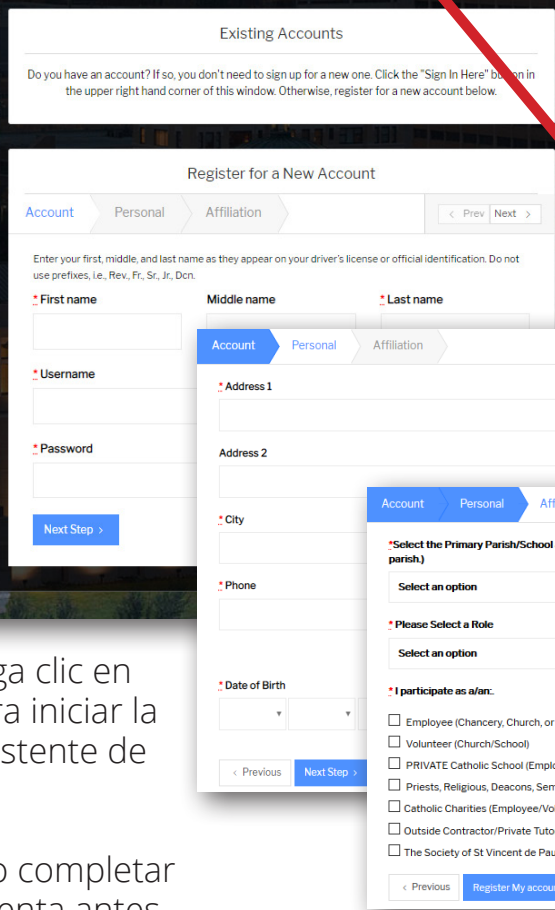 Existing Accounts
Do you have an account? If so, you don't need to sign up for a new one. Click the "Sign In Here" in
the upper right hand corner of this window. Otherwise, register for a new account below.
Register for a New Account
Account Personal Affiliation < Prev Next >
Enter your first, middle, and last name as they appear on your driver's license or official identification. Do not
use prefixes, i.e., Rev., Fr., Sr., Jr., Dcn.
* First name Middle name * Last name
* Username
* Password
Next Step >
Account Personal Affiliation
* Address 1
Address 2
* City
* Phone
* Date of Birth
< Previous Next Step >
Account Personal
*Select the Primary Parish/School
parish.)
Select an option
* Please Select a Role
Select an option
* I participate as a/an:.
Employee (Chancery, Church, or
Volunteer (Church/School)
PRIVATE Catholic School
Priests, Religious, Deacons,
Catholic Charities
Outside Contractor/Private
The Society of St Vincent de
< Previous Register My
clic en
iniciar la
de
completar
antes